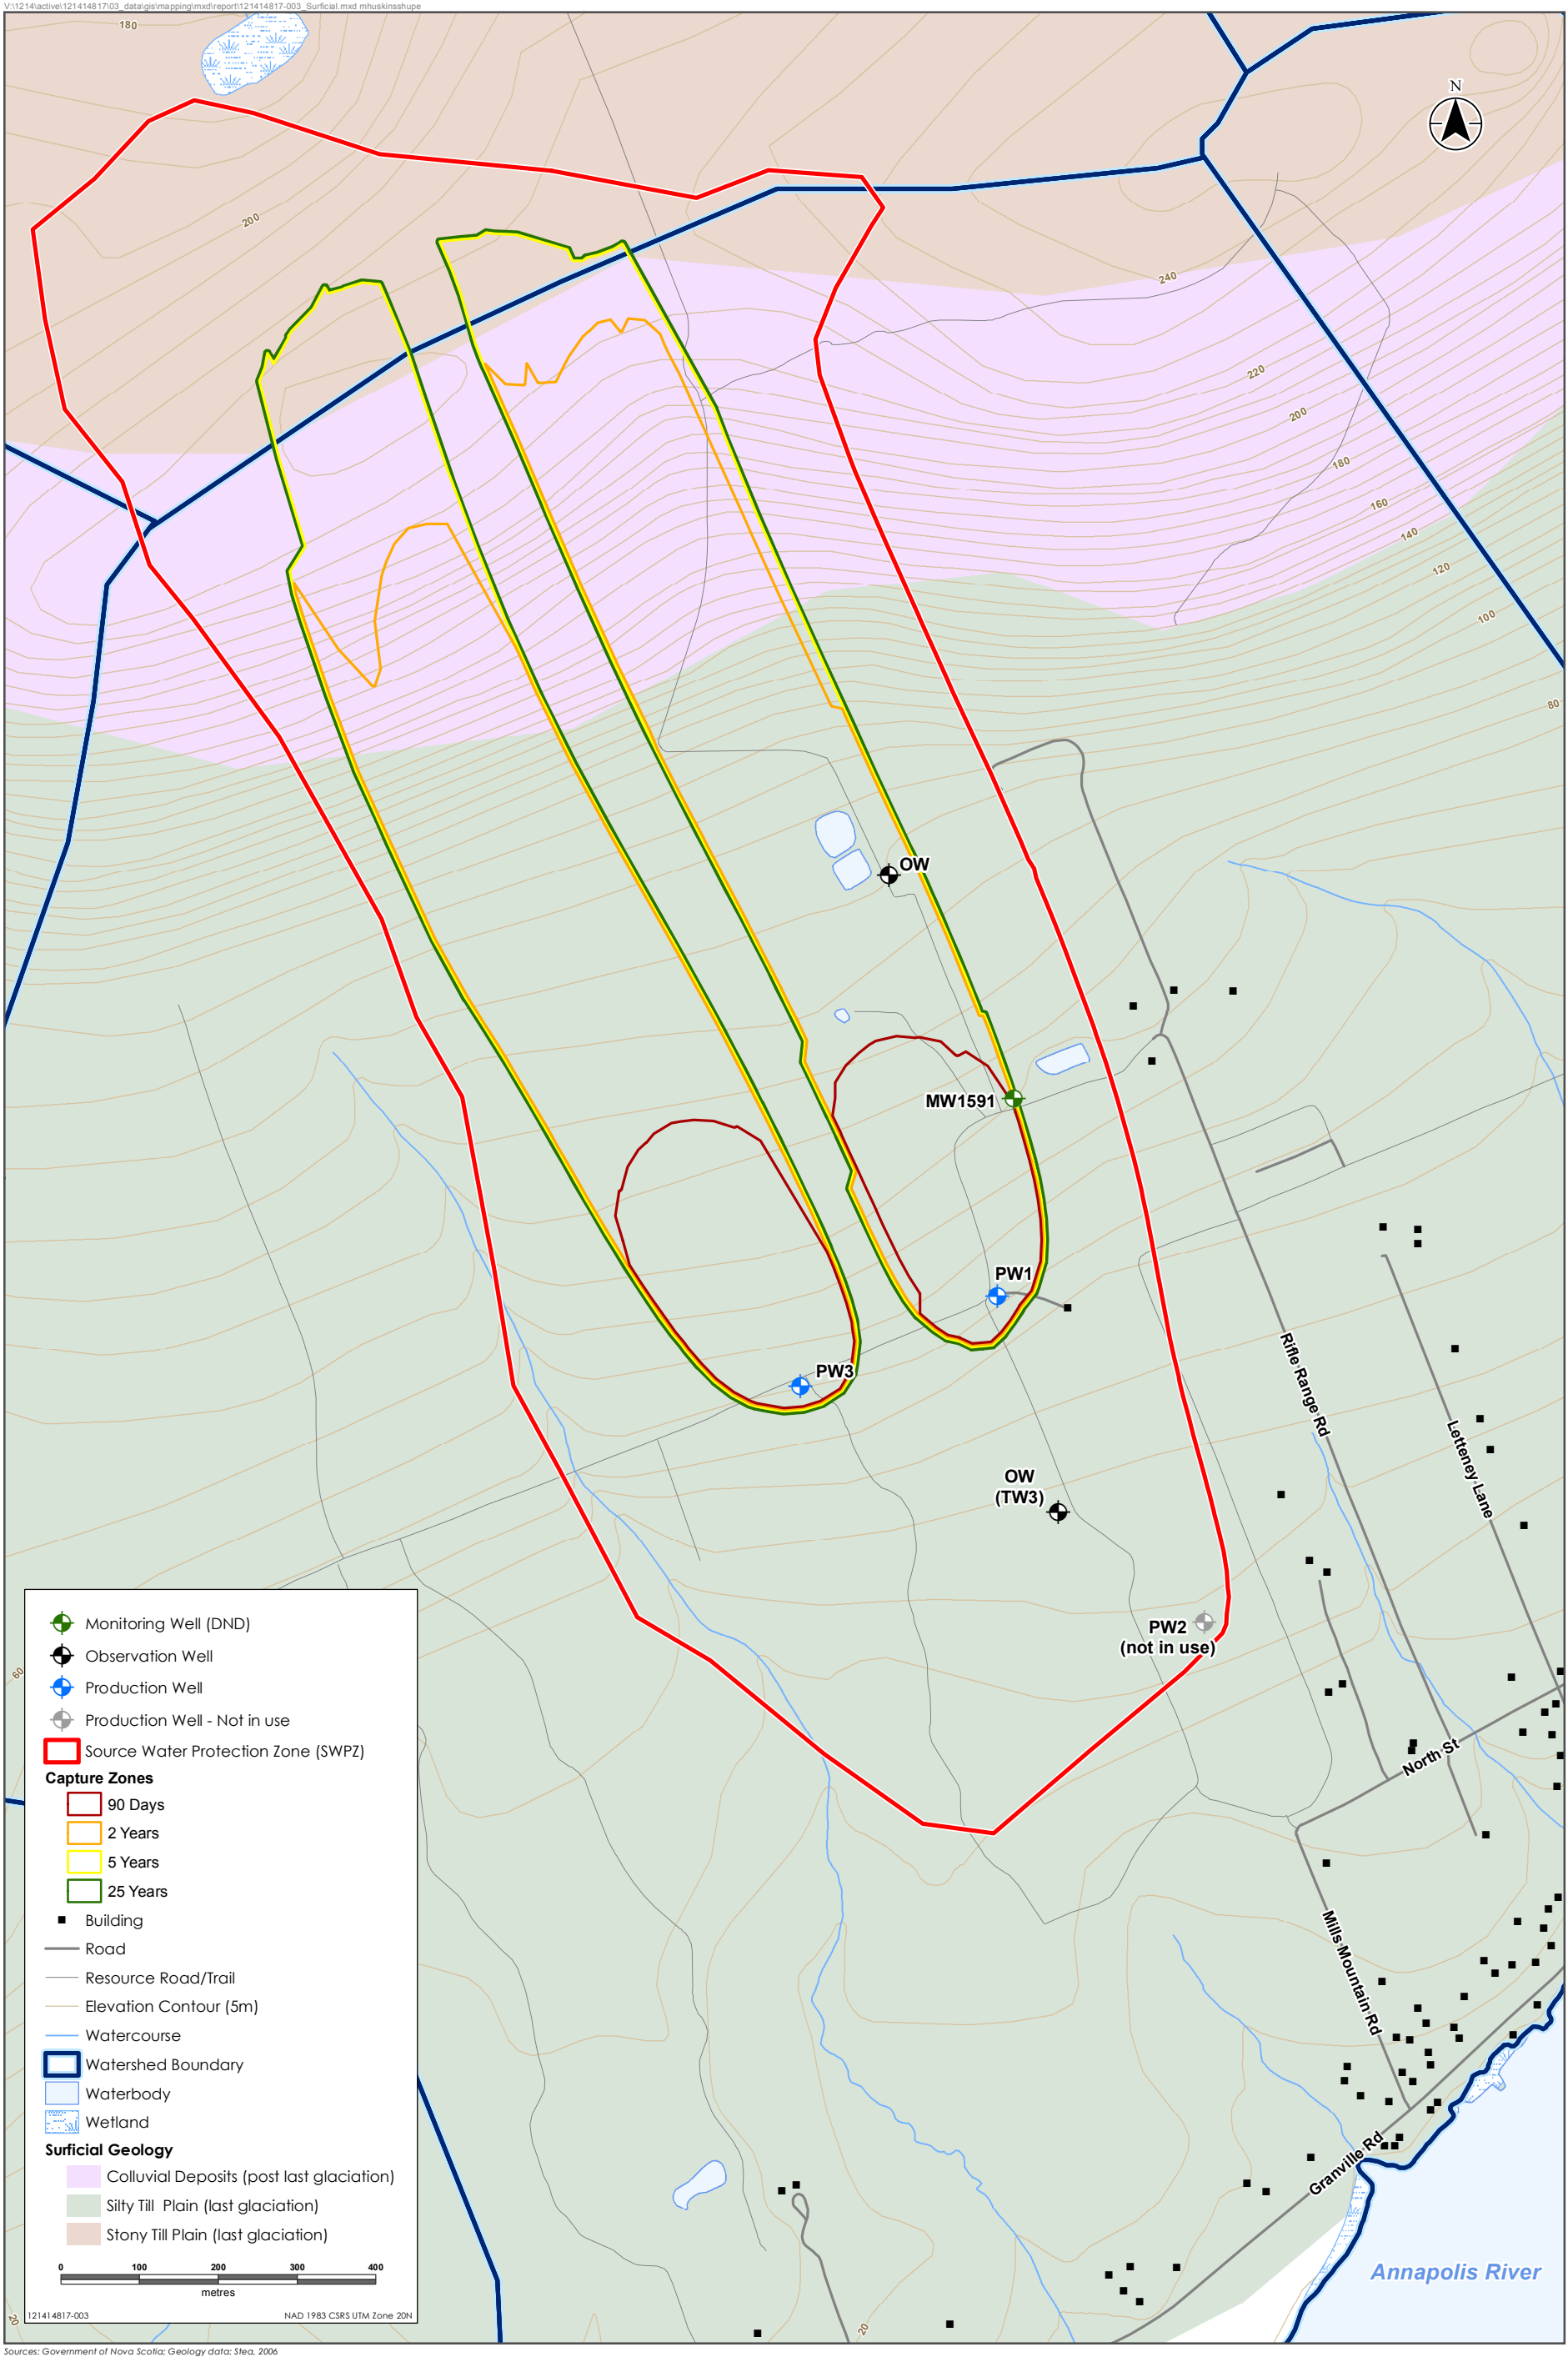 V:\1214\active\121414817\03_data\gis\mapping\mxd\report\121414817-003_Surficial.mxd mhuskinsshupe
180
N
200
240
220
200
180
160
140
120
100
80
OW
MW1591
PW1
PW3
Rifle Range Rd
Letteney Lane
OW
(TW3)
PW2
(not in use)
North St
Mills Mountain Rd
Granville Rd
Annapolis River
60
20
20
Monitoring Well (DND)
Observation Well
Production Well
Production Well - Not in use
Source Water Protection Zone (SWPZ)
Capture Zones
90 Days
2 Years
5 Years
25 Years
Building
Road
Resource Road/Trail
Elevation Contour (5m)
Watercourse
Watershed Boundary
Waterbody
Wetland
Surficial Geology
Colluvial Deposits (post last glaciation)
Silty Till Plain (last glaciation)
Stony Till Plain (last glaciation)
0 100 200 300 400
metres
121414817-003 NAD 1983 CSRS UTM Zone 20N
Sources: Government of Nova Scotia; Geology data: Stea, 2006